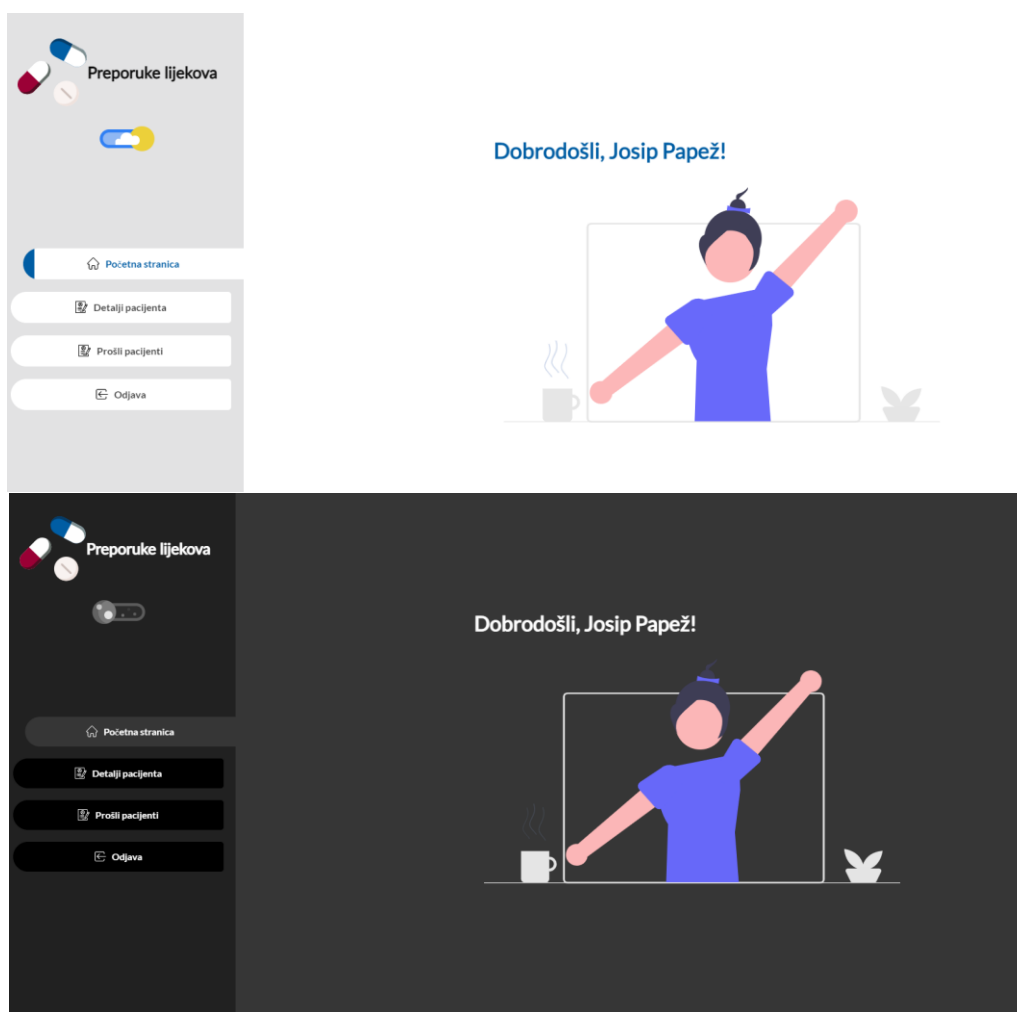 Preporuke lijekova
Dobrodošli, Josip Papež!
Početna stranica
Detalji pacijenta
Prošli pacijenti
Odjava
Preporuke lijekova
Dobrodošli, Josip Papež!
Početna stranica
Detalji pacijenta
Prošli pacijenti
Odjava